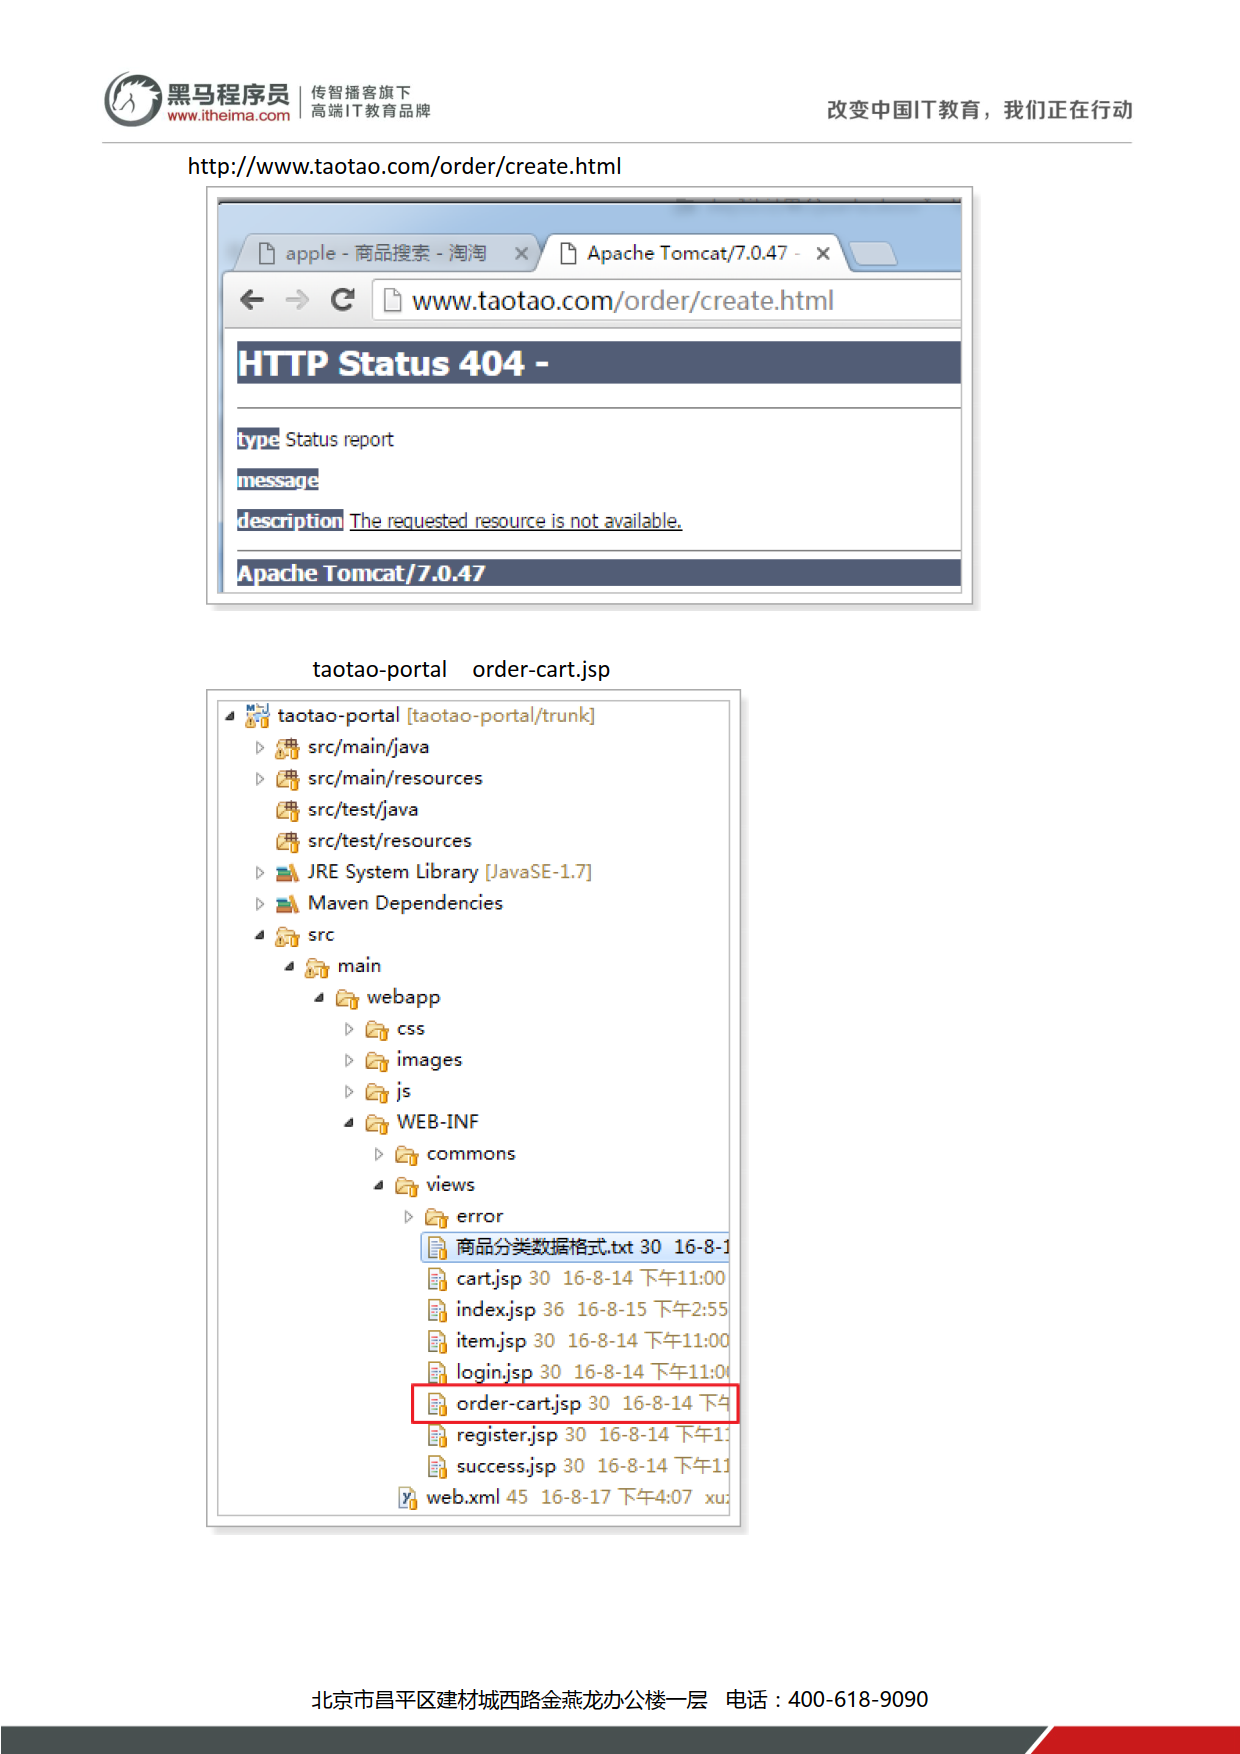 黑马程序员
www.itheima.com
传智播客旗下
高端IT教育品牌
改变中国IT教育，我们正在行动
http://www.taotao.com/order/create.html
apple - 商品搜索 - 淘淘
Apache Tomcat/7.0.47 -
www.taotao.com/order/create.html
HTTP Status 404 -
type Status report
message
description The requested resource is not available.
Apache Tomcat/7.0.47
taotao-portal order-cart.jsp
taotao-portal [taotao-portal/trunk]
src/main/java
src/main/resources
src/test/java
src/test/resources
JRE System Library [JavaSE-1.7]
Maven Dependencies
src
main
webapp
css
images
js
WEB-INF
commons
views
error
商品分类数据格式.txt 30 16-8-1
cart.jsp 30 16-8-14 下午11:00
index.jsp 36 16-8-15 下午2:55
item.jsp 30 16-8-14 下午11:00
login.jsp 30 16-8-14 下午11:0
order-cart.jsp 30 16-8-14 下午
register.jsp 30 16-8-14 下午11:
success.jsp 30 16-8-14 下午11
web.xml 45 16-8-17 下午4:07 xu
北京市昌平区建材城西路金燕龙办公楼一层 电话：400-618-9090